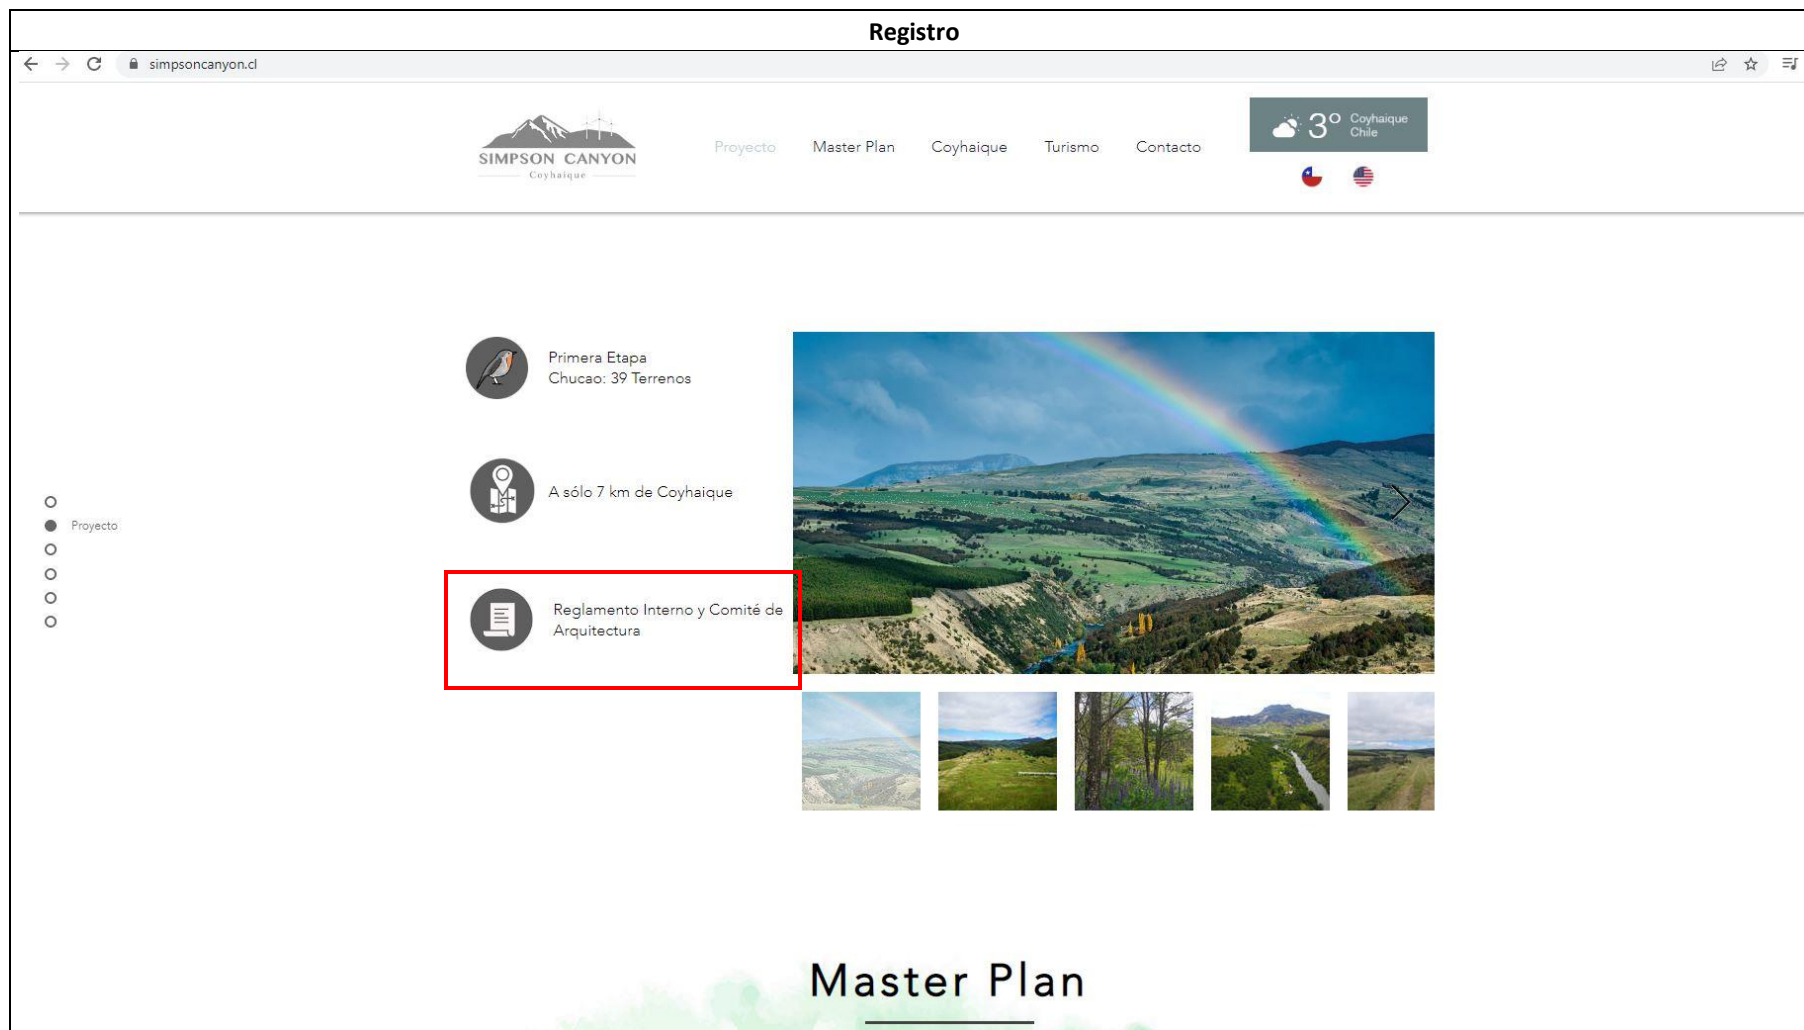 Registro
simpsoncanyon.cl
SIMPSON CANYON
Coyhaique
Proyecto
Master Plan
Coyhaique
Turismo
Contacto
3°
Coyhaique
Chile
Primera Etapa
Chucao: 39 Terrenos
A sólo 7 km de Coyhaique
Proyecto
Reglamento Interno y Comité de
Arquitectura
Master Plan